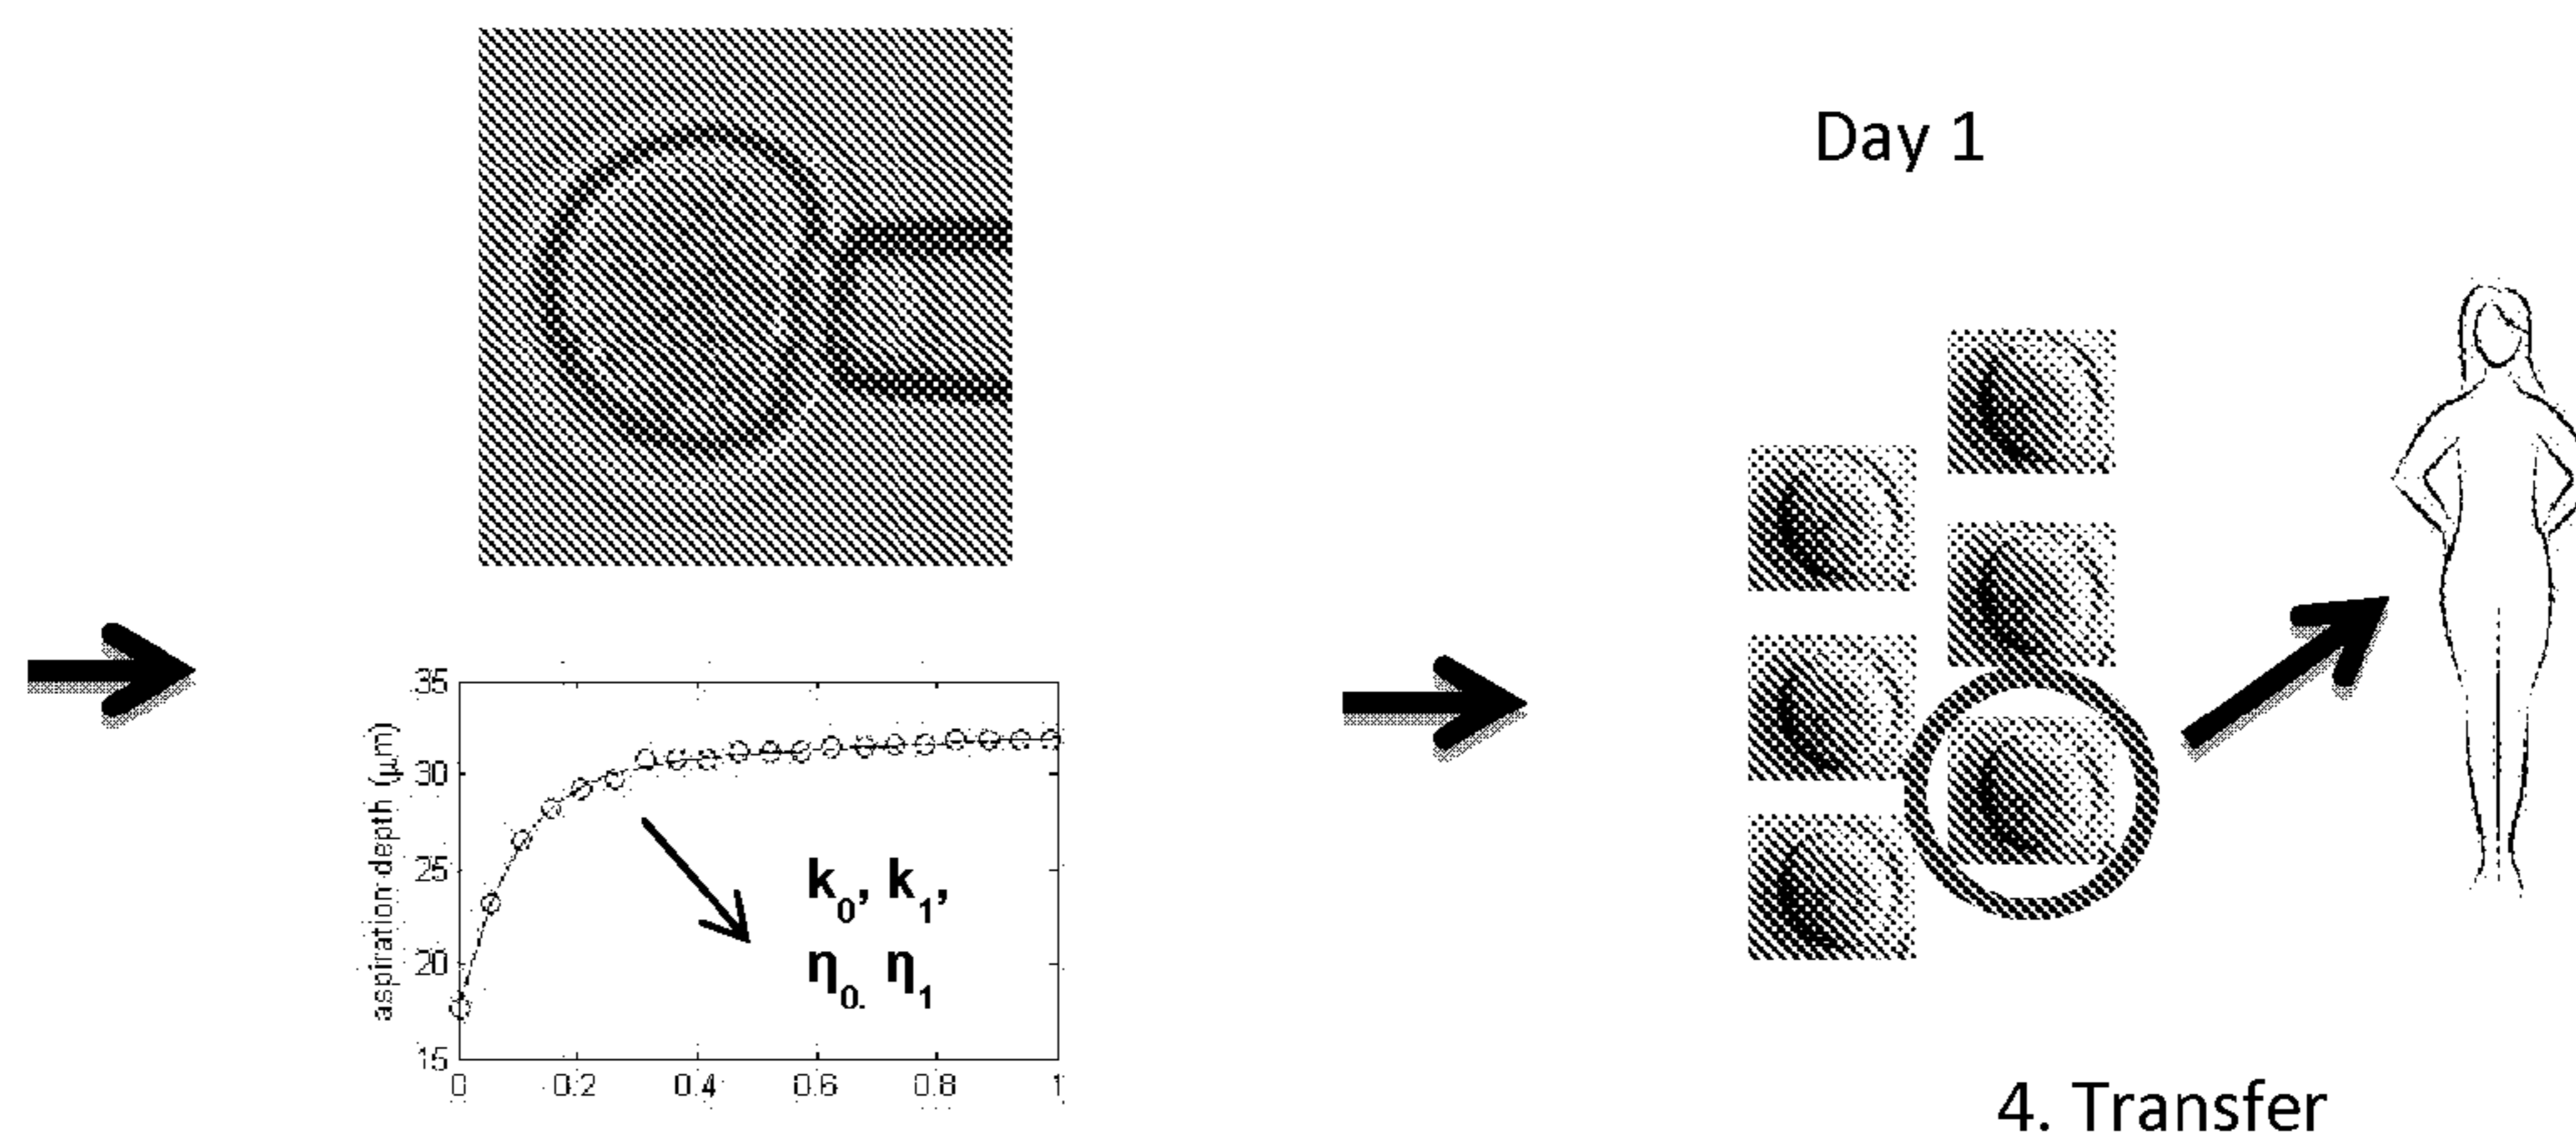 Day 1
35
30
25
20
15
aspiration depth (μm)
k0, k1,
η0. η1
0 0.2 0.4 0.6 0.8 1
4. Transfer